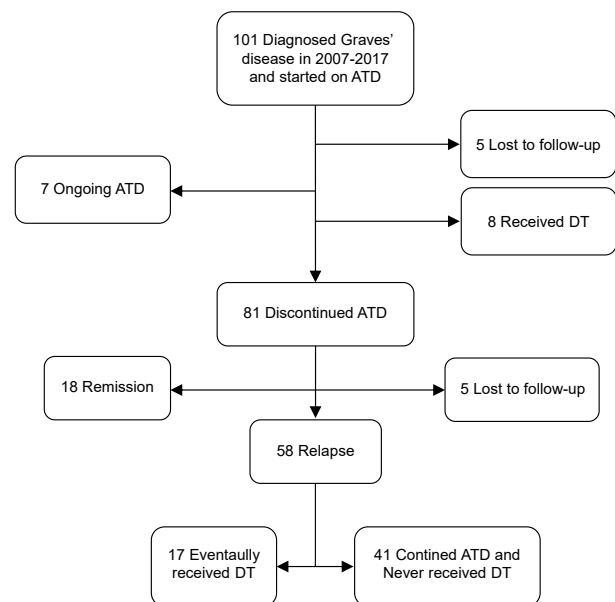 101 Diagnosed Graves’
disease in 2007-2017
and started on ATD
5 Lost to follow-up
7 Ongoing ATD
8 Received DT
81 Discontinued ATD
18 Remission
5 Lost to follow-up
58 Relapse
17 Eventaully
received DT
41 Contined ATD and
Never received DT